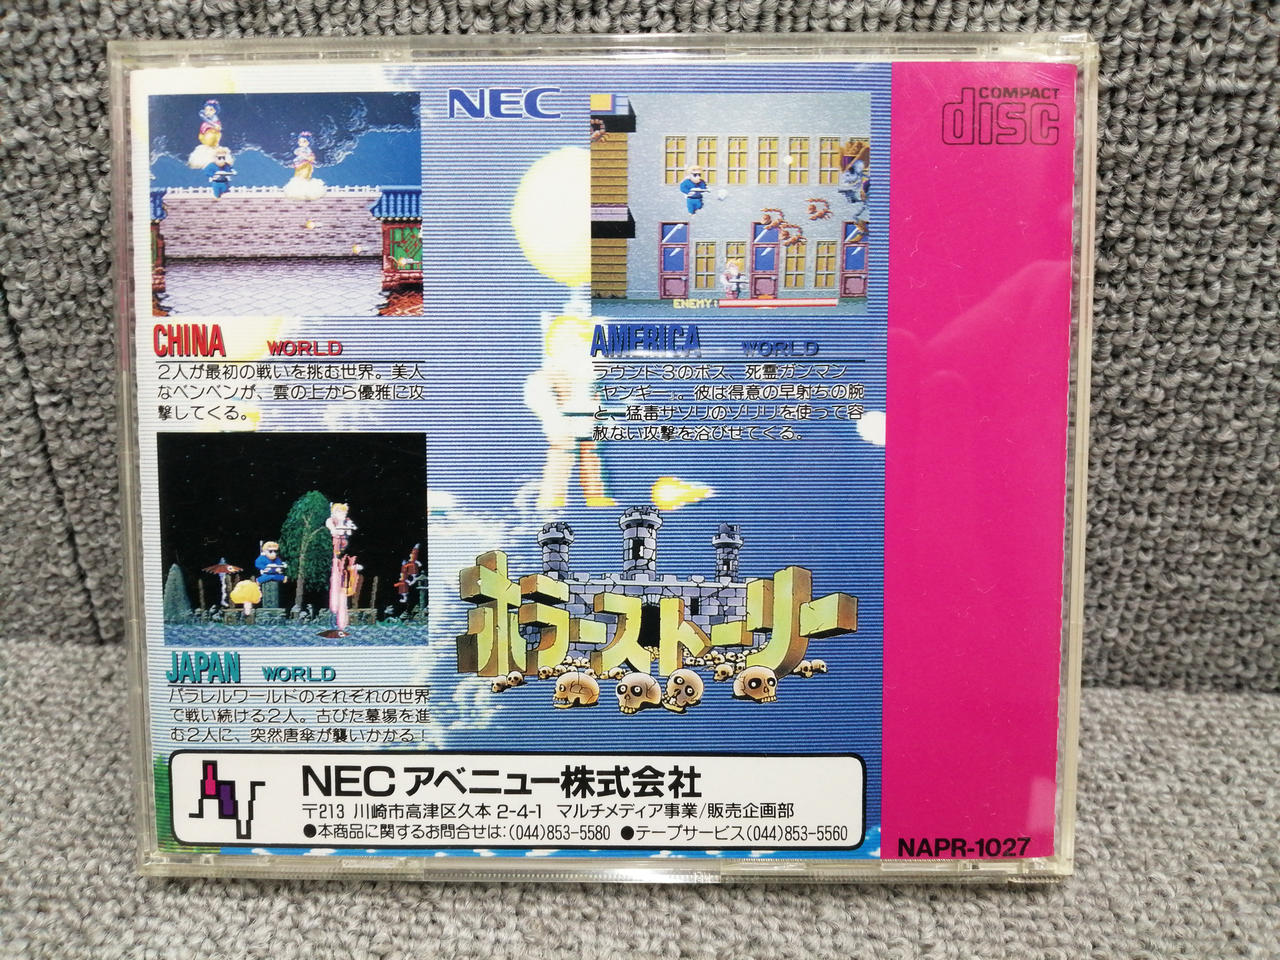 NEC
COMPACT
disc
ENEMY:
CHINA WORLD
2人が最初の戦いを挑む世界。美人
なベンベンが、雲の上から優雅に攻
撃してくる。
AMERICA WORLD
ラウンド3のボス、死霊ガンマン
ヤンギー。彼は得意の早射ちの腕
と、猛毒サソリのゾリリを使って容
赦ない攻撃を浴びせてくる。
JAPAN WORLD
パラレルワールドのそれぞれの世界
で戦い続ける2人。古びた墓場を進
む2人に、突然唐傘が襲いかかる!
ホラーストーリー
NECアベニュー株式会社
〒213 川崎市高津区久本2-4-1 マルチメディア事業/販売企画部
●本商品に関するお問合せは:(044)853-5580 ●テープサービス(044)853-5560
NAPR-1027